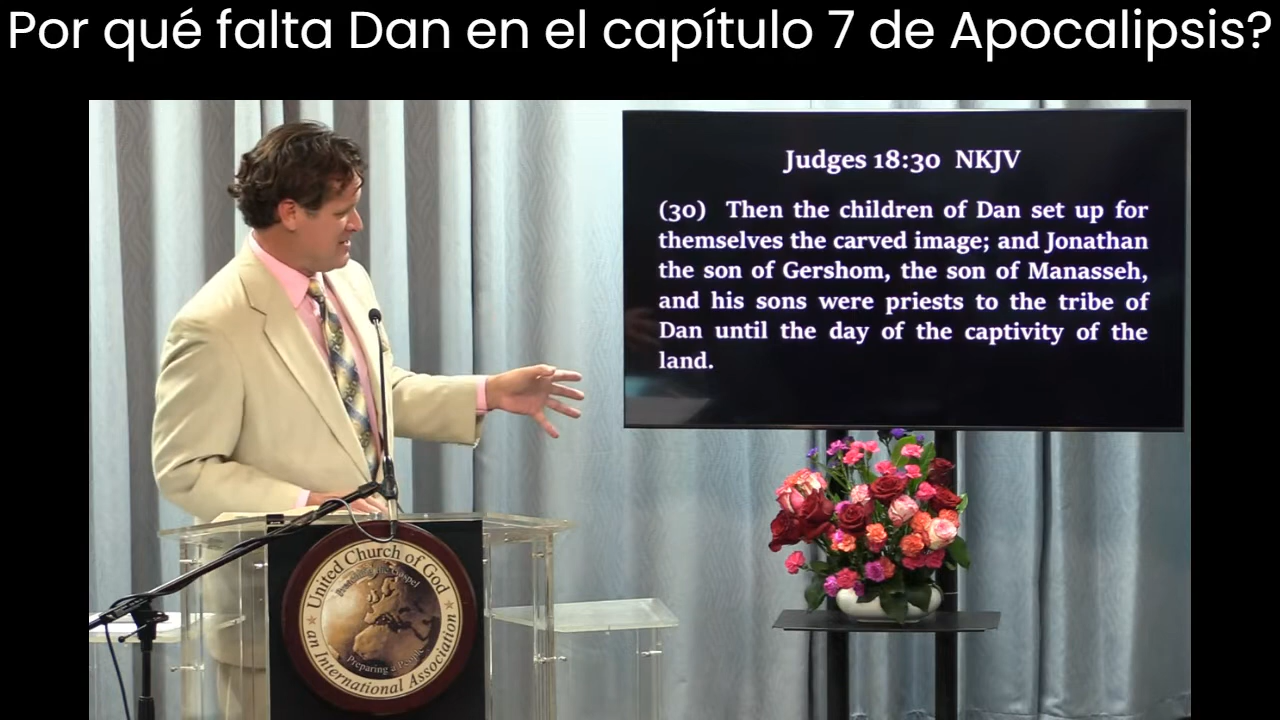 Por qué falta Dan en el capítulo 7 de Apocalipsis?
Judges 18:30 NKJV
(30) Then the children of Dan set up for
themselves the carved image; and Jonathan
the son of Gershom, the son of Manasseh,
and his sons were priests to the tribe of
Dan until the day of the captivity of the
land.
United Church of God
Preparing a People
an International Association